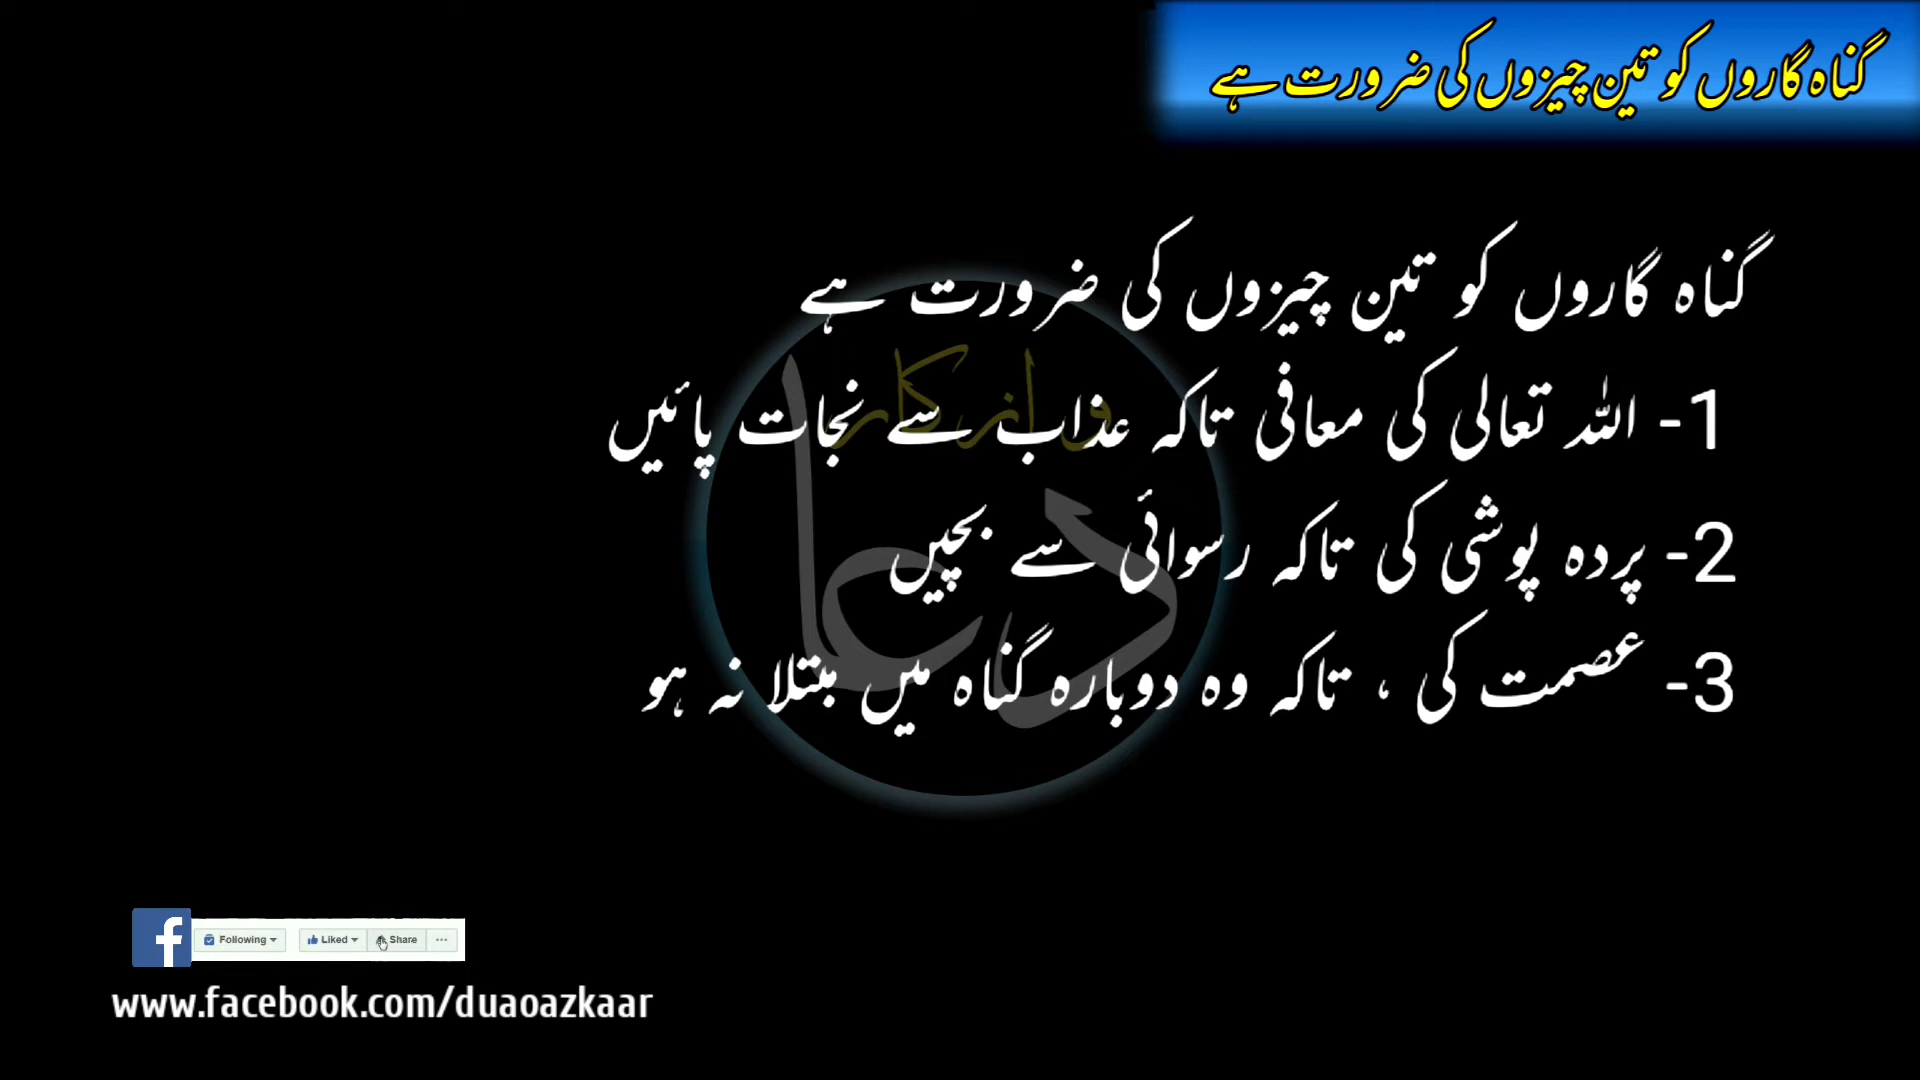 گناہ گاروں کو تین چیزوں کی ضرورت ہے
گناہ گاروں کو تین چیزوں کی ضرورت ہے
1- اللہ تعالی کی معافی تاکہ عذاب سے نجات پائیں
2- پردہ پوشی کی تاکہ رسوائی سے بچیں
3- عصمت کی ، تاکہ وہ دوبارہ گناہ میں مبتلا نہ ہو
و ازکار
دعا
Following Liked Share
www.facebook.com/duaoazkaar